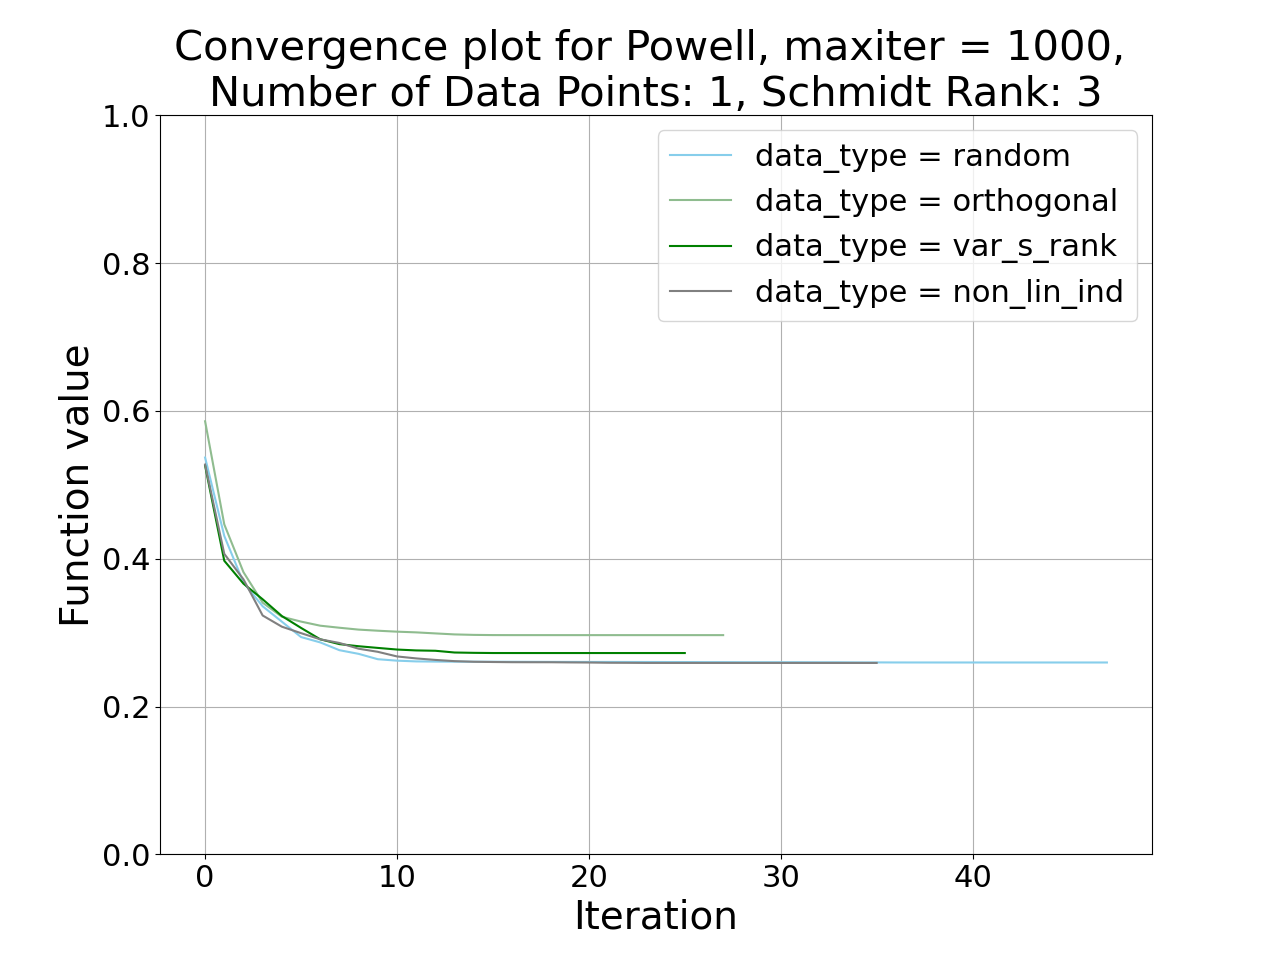 Convergence plot for Powell, maxiter = 1000,
Number of Data Points: 1, Schmidt Rank: 3
1.0
data_type = random
data_type = orthogonal
data_type = var_s_rank
data_type = non_lin_ind
0.8
0.6
0.4
0.2
0.0
Function value
0 10 20 30 40
Iteration